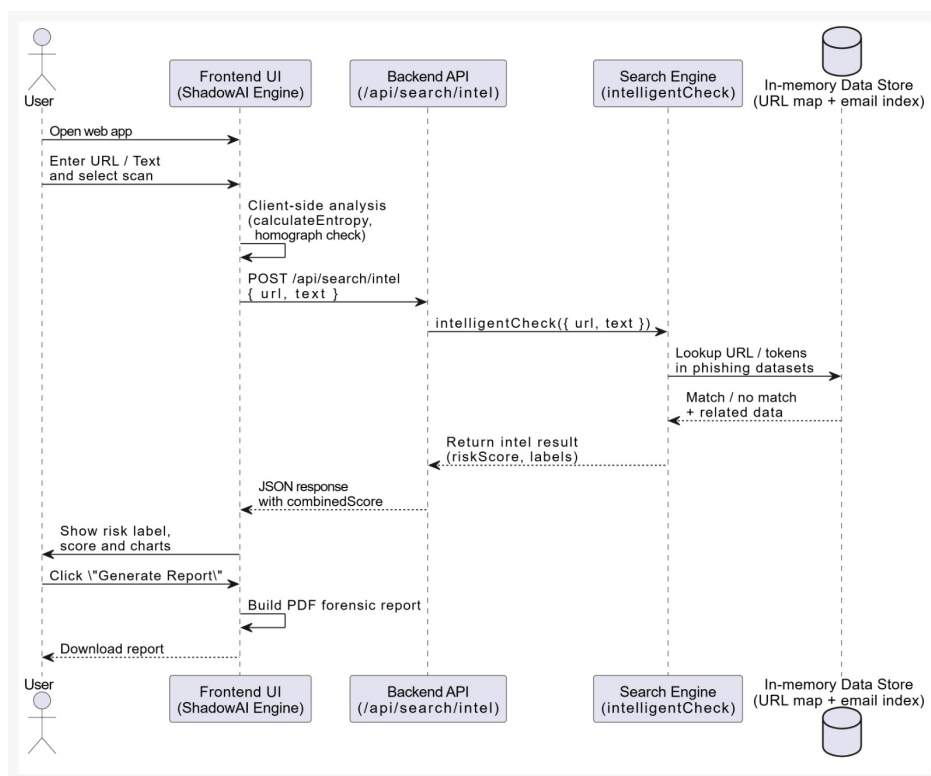 User
Frontend UI
(ShadowAI Engine)
Backend API
(/api/search/intel)
Search Engine
(intelligentCheck)
In-memory Data Store
(URL map + email index)
Open web app
Enter URL / Text
and select scan
Client-side analysis
(calculateEntropy,
homograph check)
POST /api/search/intel
{ url, text }
intelligentCheck({ url, text })
Lookup URL / tokens
in phishing datasets
Match / no match
+ related data
Return intel result
(riskScore, labels)
JSON response
with combinedScore
Show risk label,
score and charts
Click \"Generate Report\"
Build PDF forensic report
Download report
User
Frontend UI
(ShadowAI Engine)
Backend API
(/api/search/intel)
Search Engine
(intelligentCheck)
In-memory Data Store
(URL map + email index)